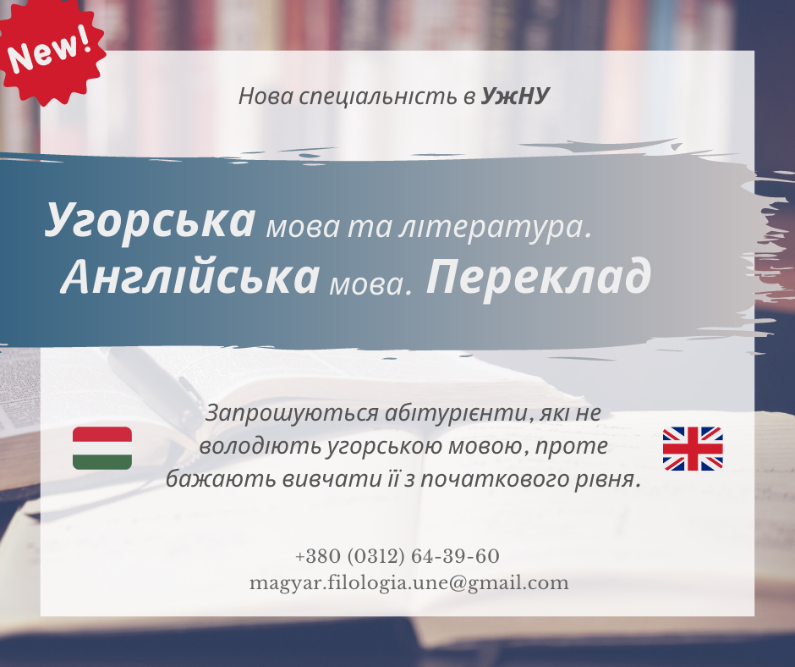 New!
Нова спеціальність в УжНУ
Угорська мова та література.
Англійська мова. Переклад
Запрошуються абітурієнти, які не
володіють угорською мовою, проте
бажають вивчати її з початкового рівня.
+380 (0312) 64-39-60
magyar.filologia.une@gmail.com